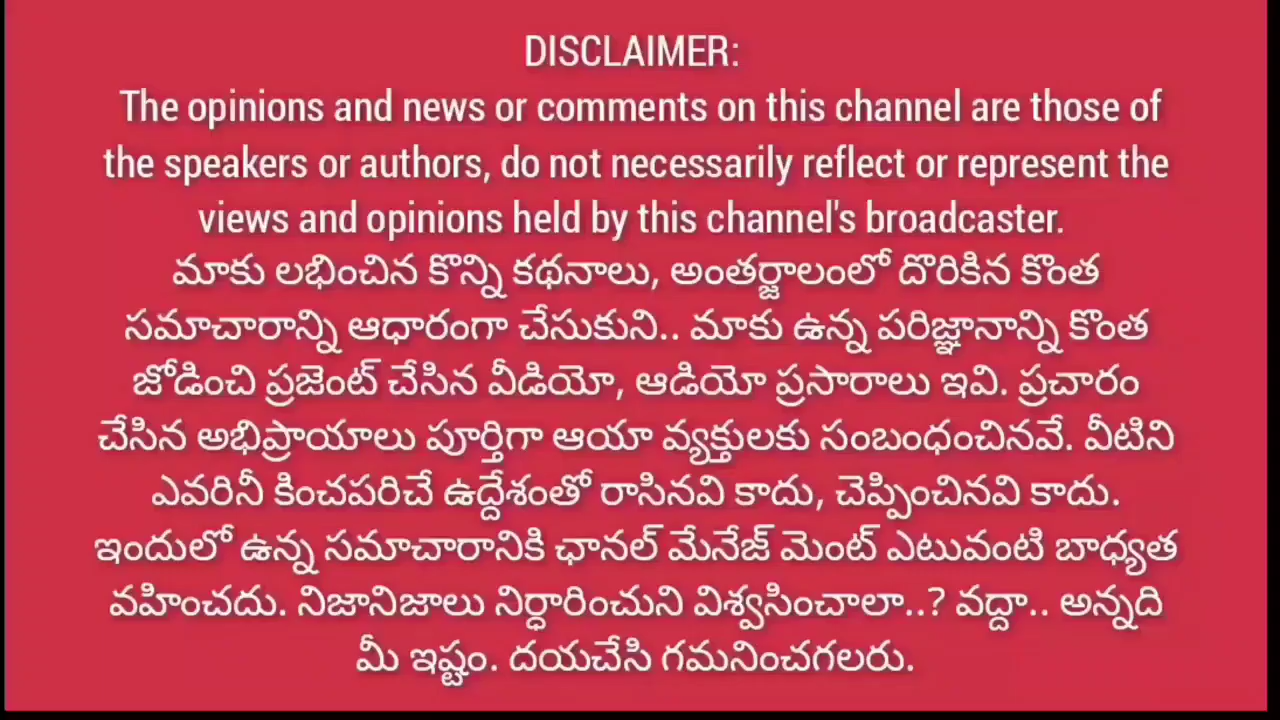 DISCLAIMER:
The opinions and news or comments on this channel are those of
the speakers or authors, do not necessarily reflect or represent the
views and opinions held by this channel's broadcaster.
మాకు లభించిన కొన్ని కథనాలు, అంతర్జాలంలో దొరికిన కొంత
సమాచారాన్ని ఆధారంగా చేసుకుని.. మాకు ఉన్న పరిజ్ఞానాన్ని కొంత
జోడించి ప్రజెంట్ చేసిన వీడియో, ఆడియో ప్రసారాలు ఇవి. ప్రచారం
చేసిన అభిప్రాయాలు పూర్తిగా ఆయా వ్యక్తులకు సంబంధంచినవే. వీటిని
ఎవరినీ కించపరిచే ఉద్దేశంతో రాసినవి కాదు, చెప్పించినవి కాదు.
ఇందులో ఉన్న సమాచారానికి ఛానల్ మేనేజ్ మెంట్ ఎటువంటి బాధ్యత
వహించదు. నిజానిజాలు నిర్ధారించుని విశ్వసించాలా..? వద్దా.. అన్నది
మీ ఇష్టం. దయచేసి గమనించగలరు.